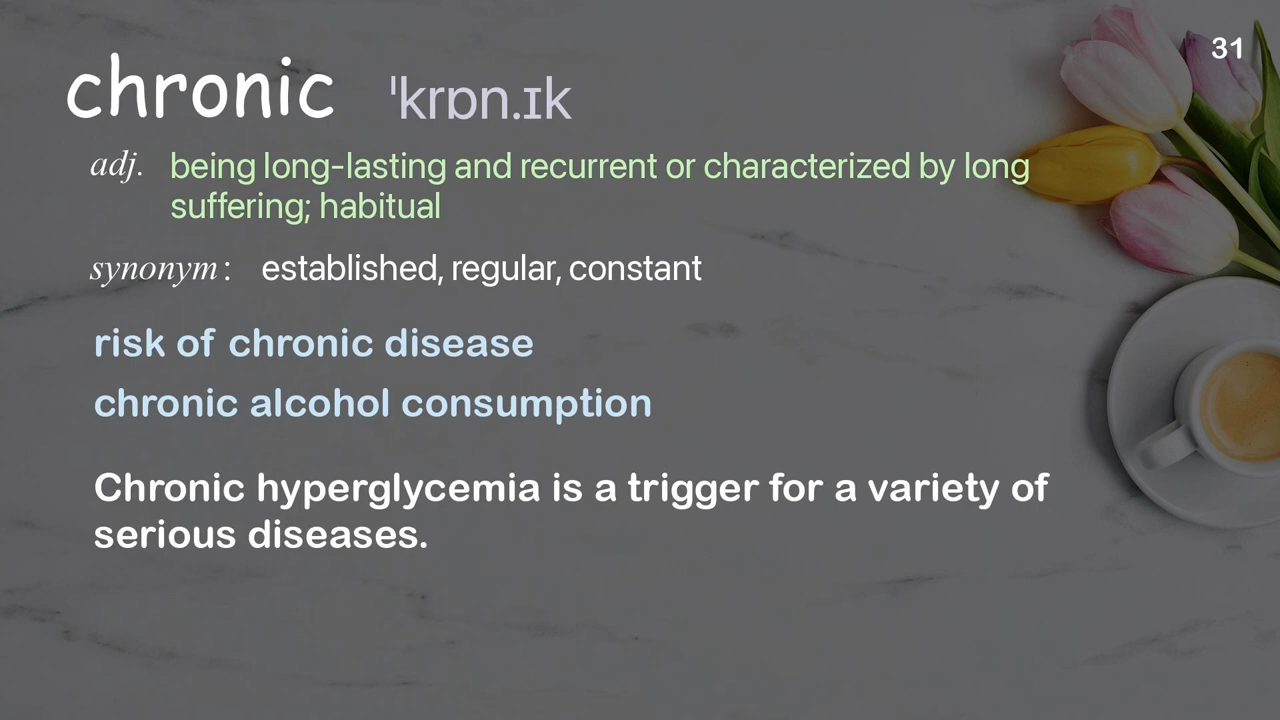 31
chronic ˈkrɒn.ɪk
adj. being long-lasting and recurrent or characterized by long
suffering; habitual
synonym : established, regular, constant
risk of chronic disease
chronic alcohol consumption
Chronic hyperglycemia is a trigger for a variety of
serious diseases.